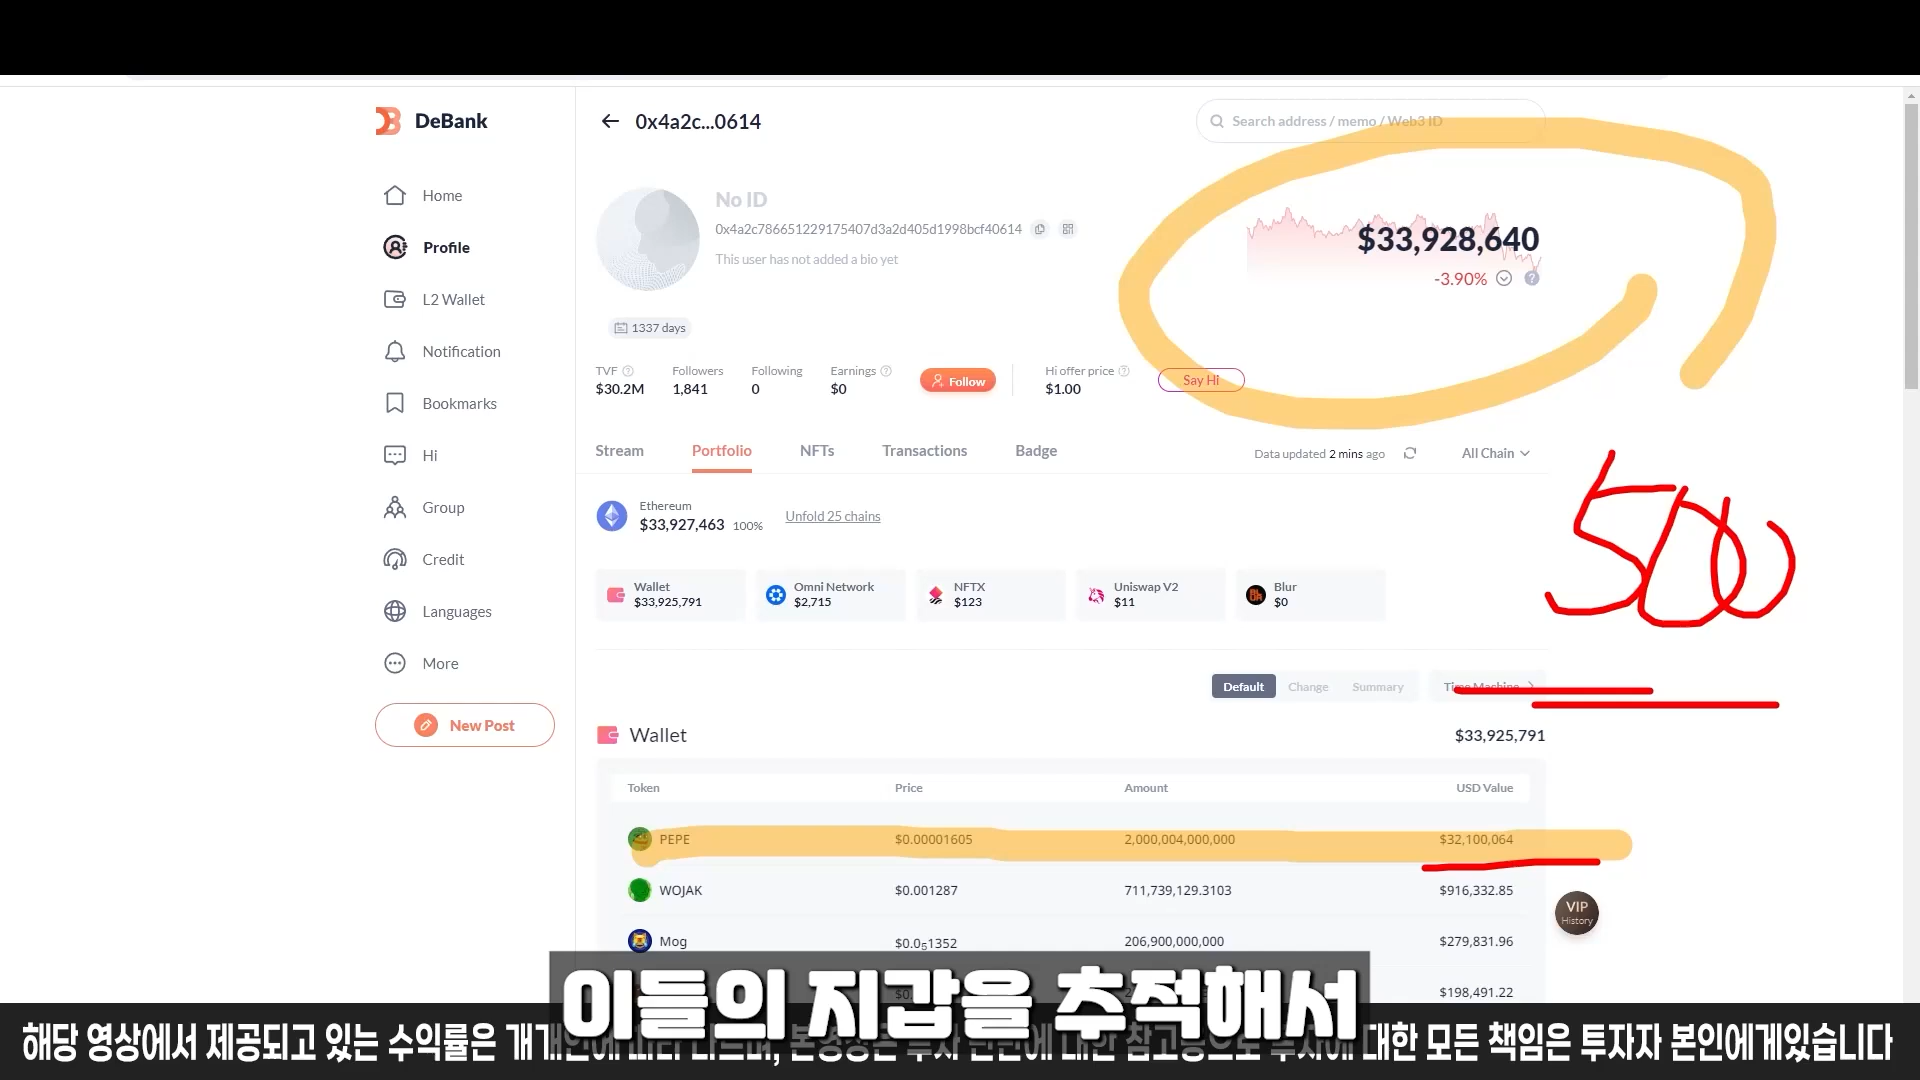 DeBank
0x4a2c...0614
Search address / memo / Web3 ID
Home
Profile
L2 Wallet
Notification
Bookmarks
Hi
Group
Credit
Languages
More
New Post
No ID
0x4a2c786651229175407d3a2d405d1998bcf40614
This user has not added a bio yet
1337 days
$33,928,640
-3.90%
TVF Followers Following Earnings Hi offer price
$30.2M 1,841 0 $0 Follow $1.00 Say Hi
Stream Portfolio NFTs Transactions Badge
Data updated 2 mins ago All Chain
Ethereum
$33,927,463 100% Unfold 25 chains
500
Wallet Omni Network NFTX Uniswap V2 Blur
$33,925,791 $2,715 $123 $11 $0
Default Change Summary Time Machine
Wallet $33,925,791
Token Price Amount USD Value
PEPE $0.00001605 2,000,004,000,000 $32,100,064
WOJAK $0.001287 711,739,129.3103 $916,332.85
VIP
History
Mog $0.0₅1352 206,900,000,000 $279,831.96
$198,491.22
이들의 지갑을 추적해서
해당 영상에서 제공되고 있는 수익률은 대한 모든 책임은 투자자 본인에게있습니다